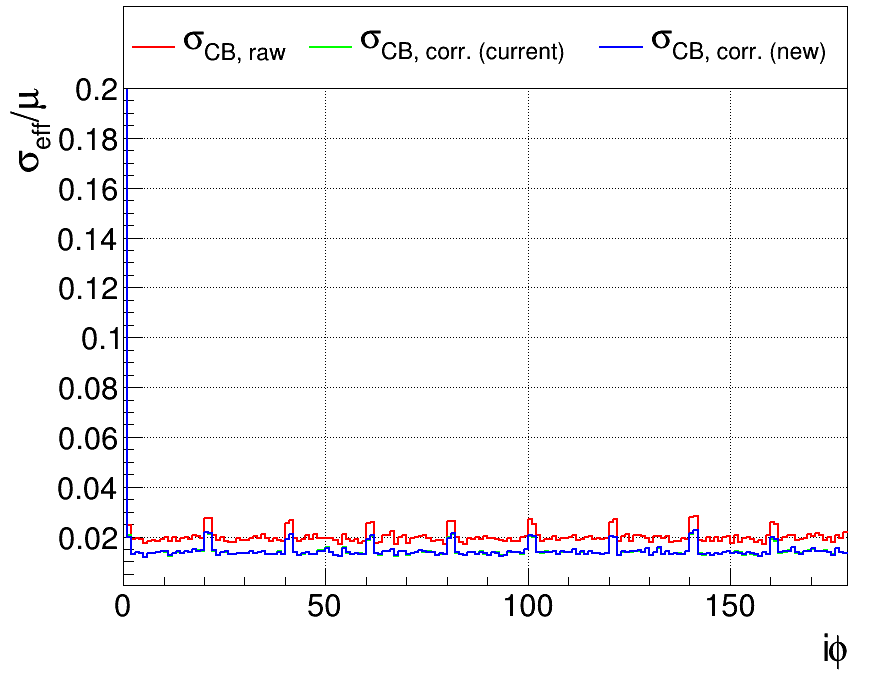 σCB, raw σCB, corr. (current) σCB, corr. (new)
σeff/μ
0.2
0.18
0.16
0.14
0.12
0.1
0.08
0.06
0.04
0.02
0 50 100 150
iϕ